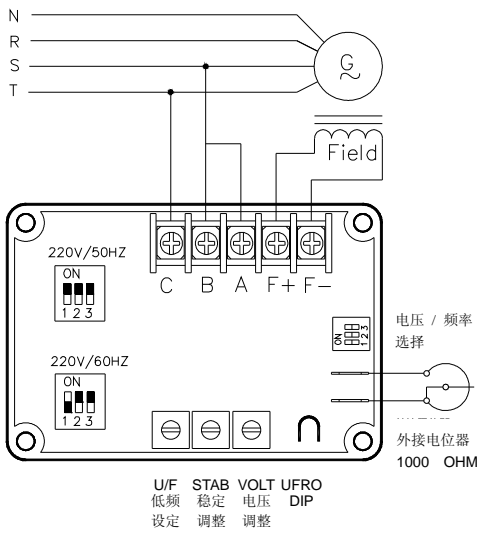 N
R
S
T
G
~
Field
220V/50HZ
ON
1 2 3
C B A F+ F-
220V/60HZ
ON
1 2 3
ON
1 2 3
电压 / 频率
选择
外接电位器
1000 OHM
U/F STAB VOLT UFRO
低频 稳定 电压 DIP
设定 调整 调整